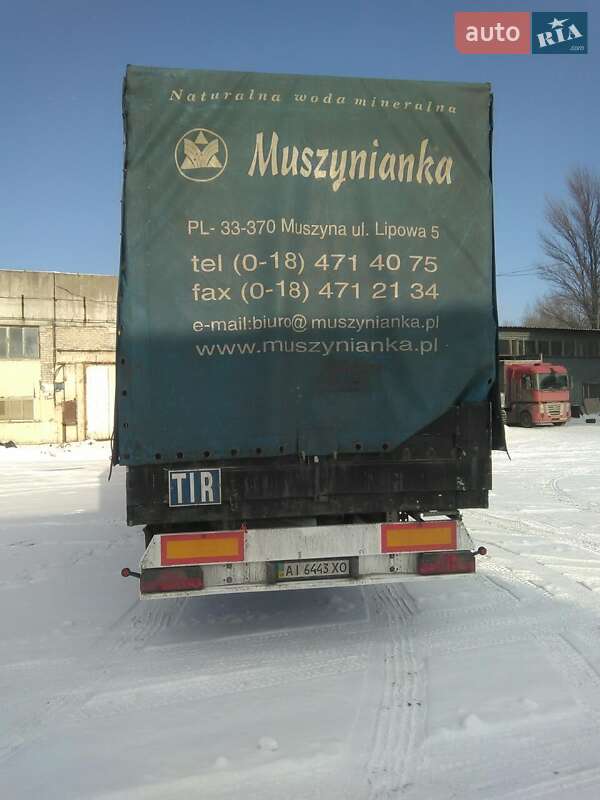 auto RIA .com
Naturalna woda mineralna
Muszynianka
PL- 33-370 Muszyna ul. Lipowa 5
tel (0-18) 471 40 75
fax (0-18) 471 21 34
e-mail:biuro@muszynianka.pl
www.muszynianka.pl
TIR
AI 6443 XO